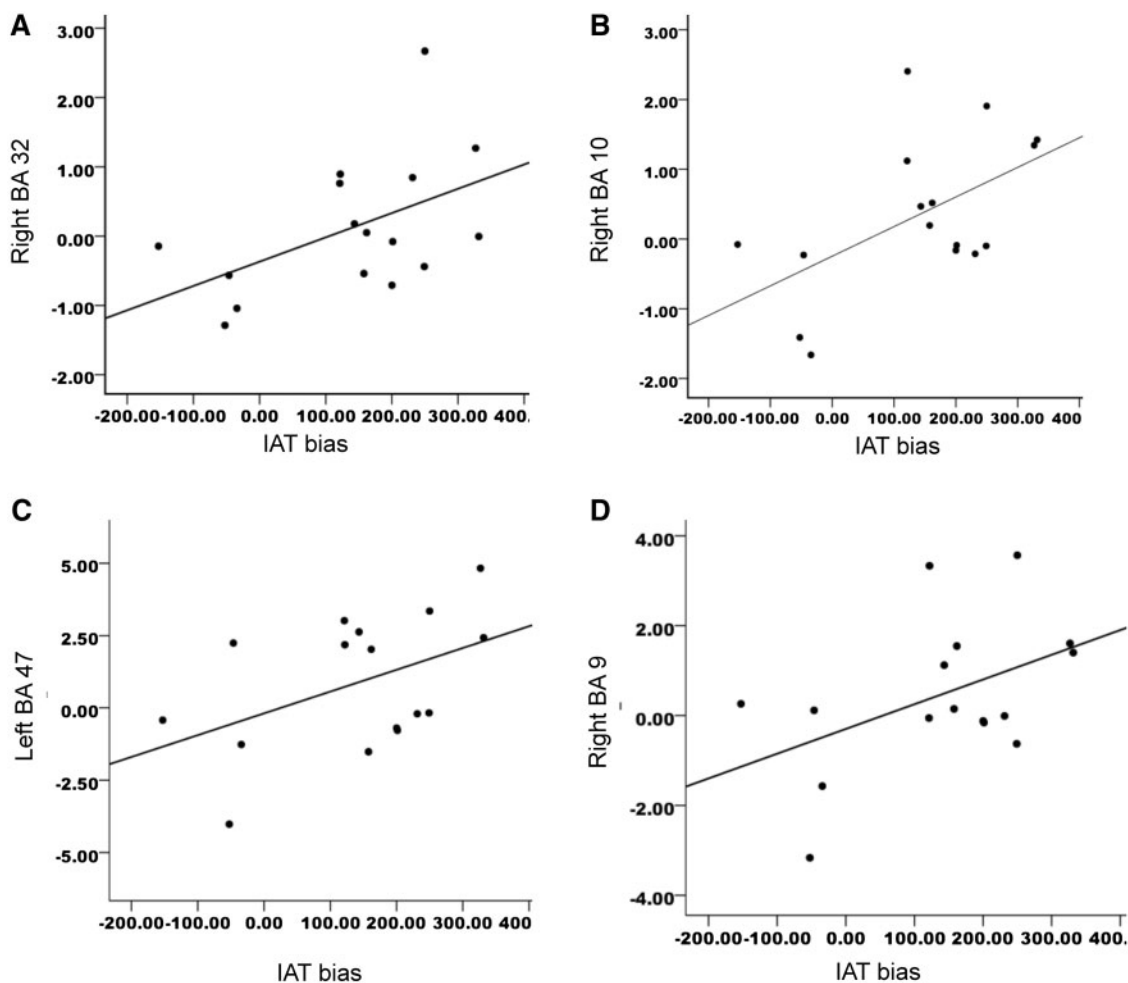 A
3.00
2.00
1.00
0.00
-1.00
-2.00
Right BA 32
-200.00 -100.00 0.00 100.00 200.00 300.00 400.
IAT bias
B
3.00
2.00
1.00
0.00
-1.00
-2.00
Right BA 10
-200.00 -100.00 0.00 100.00 200.00 300.00 400
IAT bias
C
5.00
2.50
0.00
-2.50
-5.00
Left BA 47
-200.00 -100.00 0.00 100.00 200.00 300.00 400
IAT bias
D
4.00
2.00
0.00
-2.00
-4.00
Right BA 9
-200.00 -100.00 0.00 100.00 200.00 300.00 400.
IAT bias